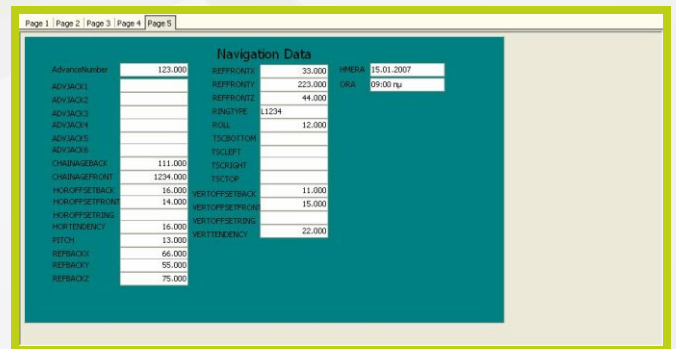 Page 1 Page 2 Page 3 Page 4 Page 5
Navigation Data
AdvanceNumber 123.000
ADVJACK1
ADVJACK2
ADVJACK3
ADVJACK4
ADVJACK5
ADVJACK6
CHAINAGEBACK 111.000
CHAINAGEFRONT 1234.000
HOROFFSETBACK 16.000
HOROFFSETFRONT 14.000
HOROFFSETRING
HORTENDENCY 16.000
PITCH 13.000
REFBACKX 66.000
REFBACKY 55.000
REFBACKZ 75.000
REFFRONTX 33.000
REFFRONTY 223.000
REFFRONTZ 44.000
RINGTYPE L1234
ROLL 12.000
TSCBOTTOM
TSCLEFT
TSCRIGHT
TSCTOP
VERTOFFSETBACK 11.000
VERTOFFSETFRONT 15.000
VERTOFFSETRING
VERTTENDENCY 22.000
HMERA 15.01.2007
ORA 09:00 πμ